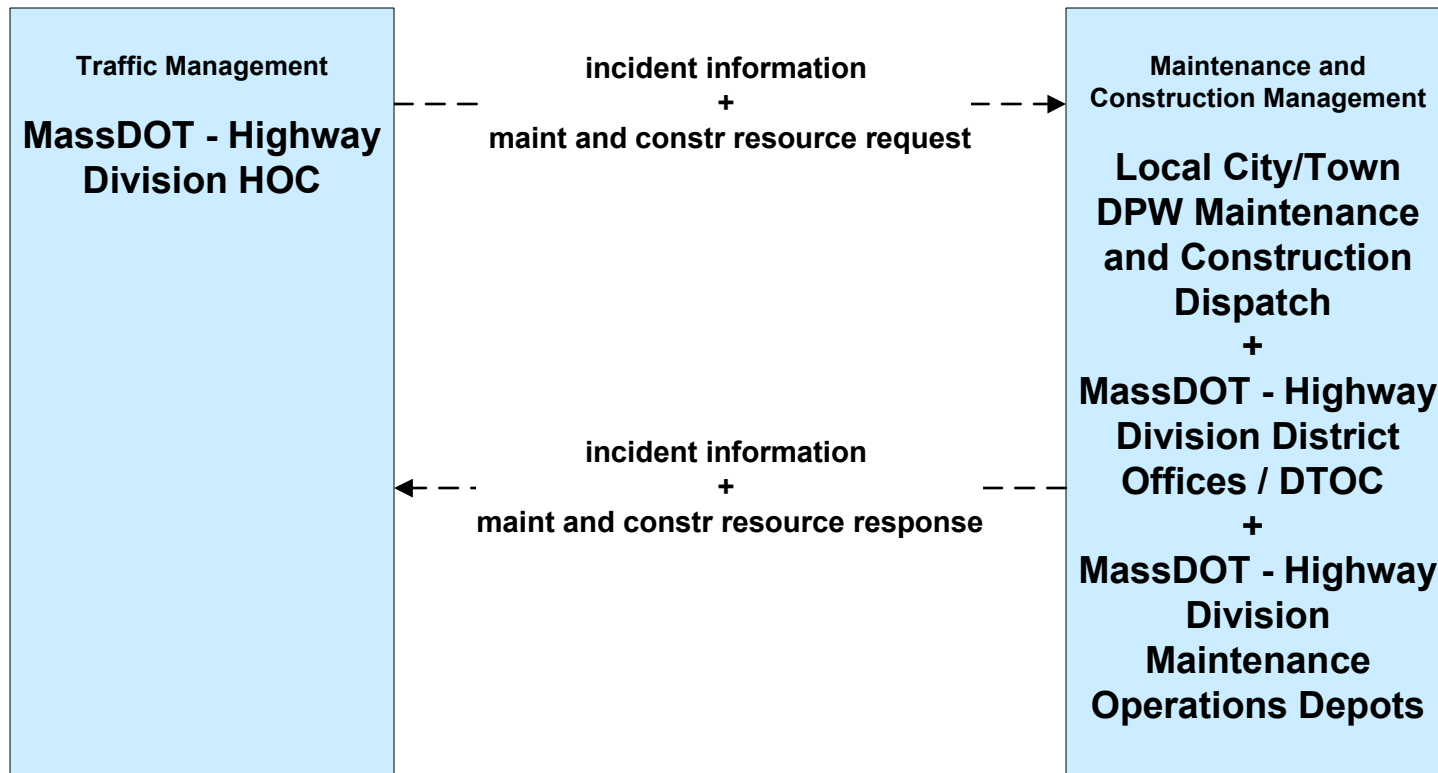 Traffic Management
MassDOT - Highway
Division HOC
incident information
+
maint and constr resource request
incident information
+
maint and constr resource response
Maintenance and
Construction Management
Local City/Town
DPW Maintenance
and Construction
Dispatch
+
MassDOT - Highway
Division District
Offices / DTOC
+
MassDOT - Highway
Division
Maintenance
Operations Depots